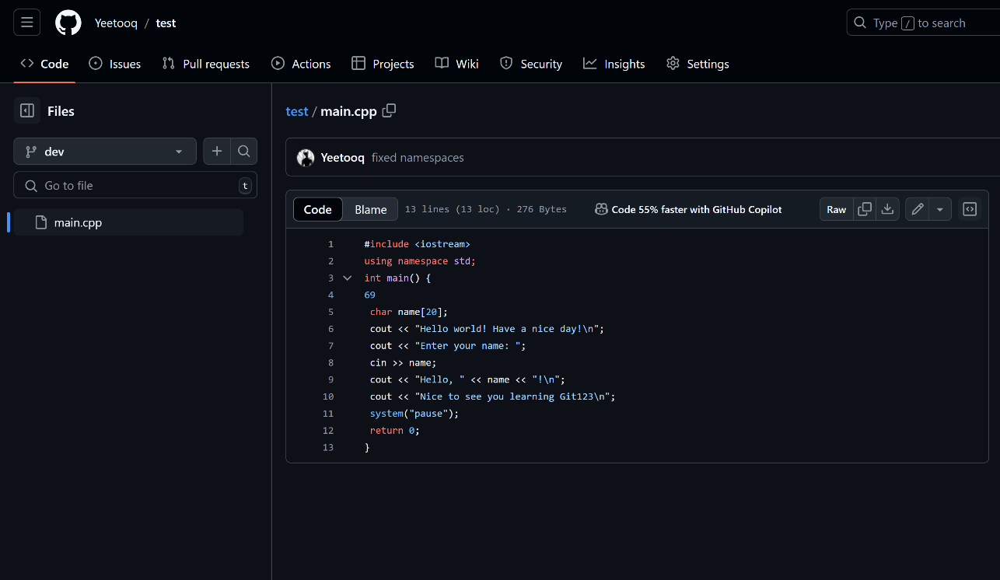 Yeetooq / test
Type / to search
Code Issues Pull requests Actions Projects Wiki Security Insights Settings
Files
dev
Go to file t
main.cpp
test / main.cpp
Yeetooq fixed namespaces
Code Blame 13 lines (13 loc) · 276 Bytes Code 55% faster with GitHub Copilot Raw
1 #include <iostream>
2 using namespace std;
3 int main() {
4 69
5 char name[20];
6 cout << "Hello world! Have a nice day!\n";
7 cout << "Enter your name: ";
8 cin >> name;
9 cout << "Hello, " << name << "!\n";
10 cout << "Nice to see you learning Git123\n";
11 system("pause");
12 return 0;
13 }